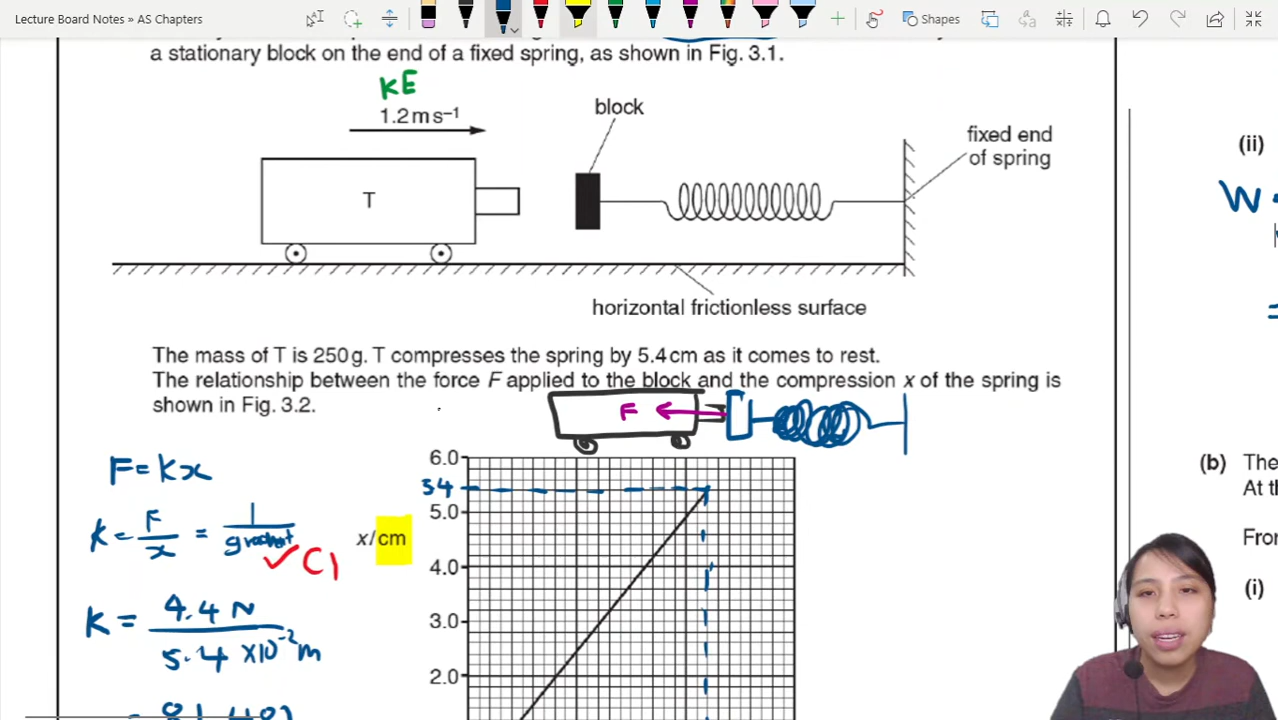 Lecture Board Notes » AS Chapters
Shapes
a stationary block on the end of a fixed spring, as shown in Fig. 3.1.
KE
1.2 m s⁻¹
block
fixed end
of spring
(ii)
T
W
horizontal frictionless surface
=
The mass of T is 250 g. T compresses the spring by 5.4 cm as it comes to rest.
The relationship between the force F applied to the block and the compression x of the spring is
shown in Fig. 3.2.
F
F = kx
6.0
(b) The
54
At th
k = F/x = 1/gradient
5.0
x/cm
✓ C1
From
4.0
(i)
k = 4.4 N / 5.4 × 10⁻² m
3.0
2.0